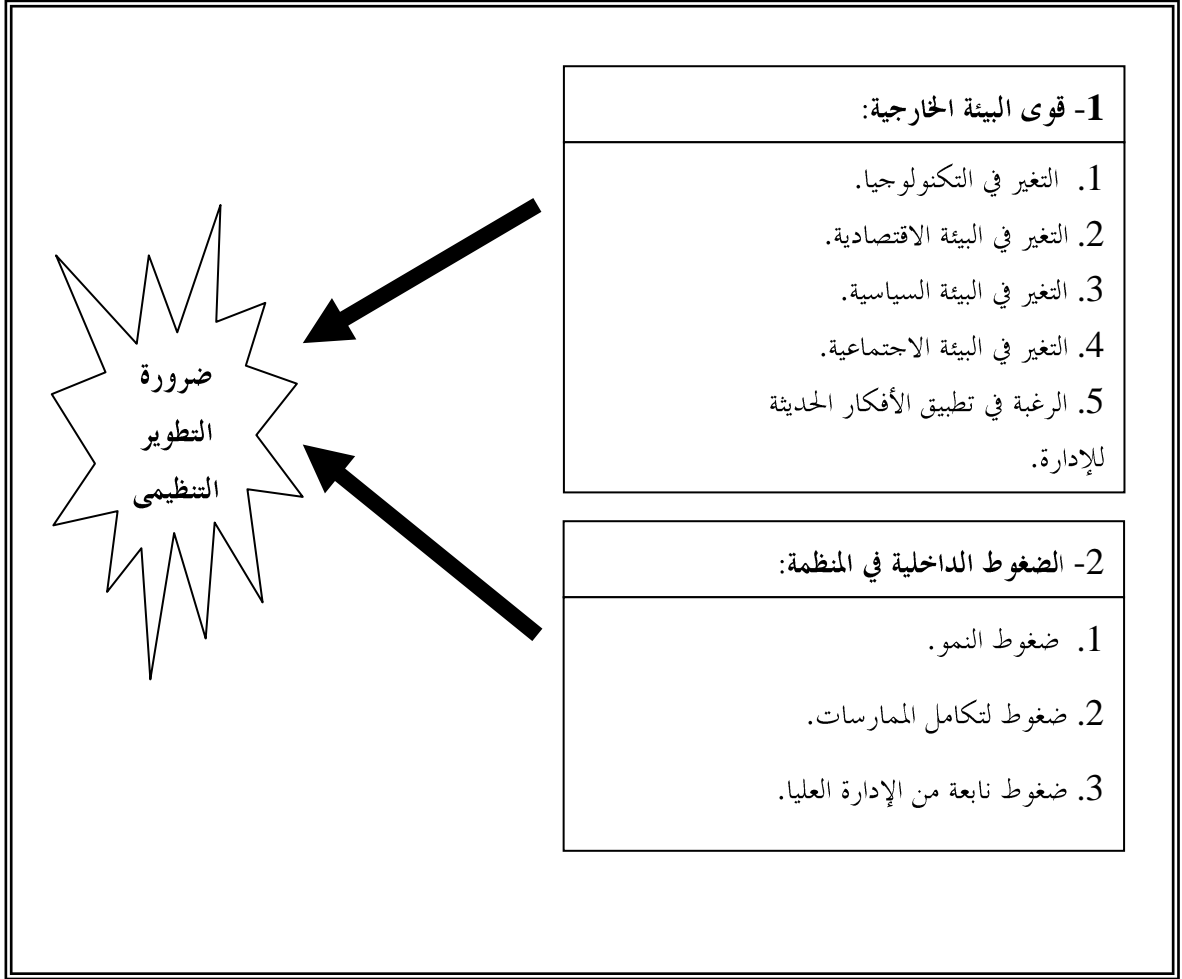 1- قوى البيئة الخارجية:
1. التغير في التكنولوجيا.
2. التغير في البيئة الاقتصادية.
3. التغير في البيئة السياسية.
4. التغير في البيئة الاجتماعية.
5. الرغبة في تطبيق الأفكار الحديثة
للإدارة.
2- الضغوط الداخلية في المنظمة:
1. ضغوط النمو.
2. ضغوط لتكامل الممارسات.
3. ضغوط نابعة من الإدارة العليا.
ضرورة
التطوير
التنظيمى